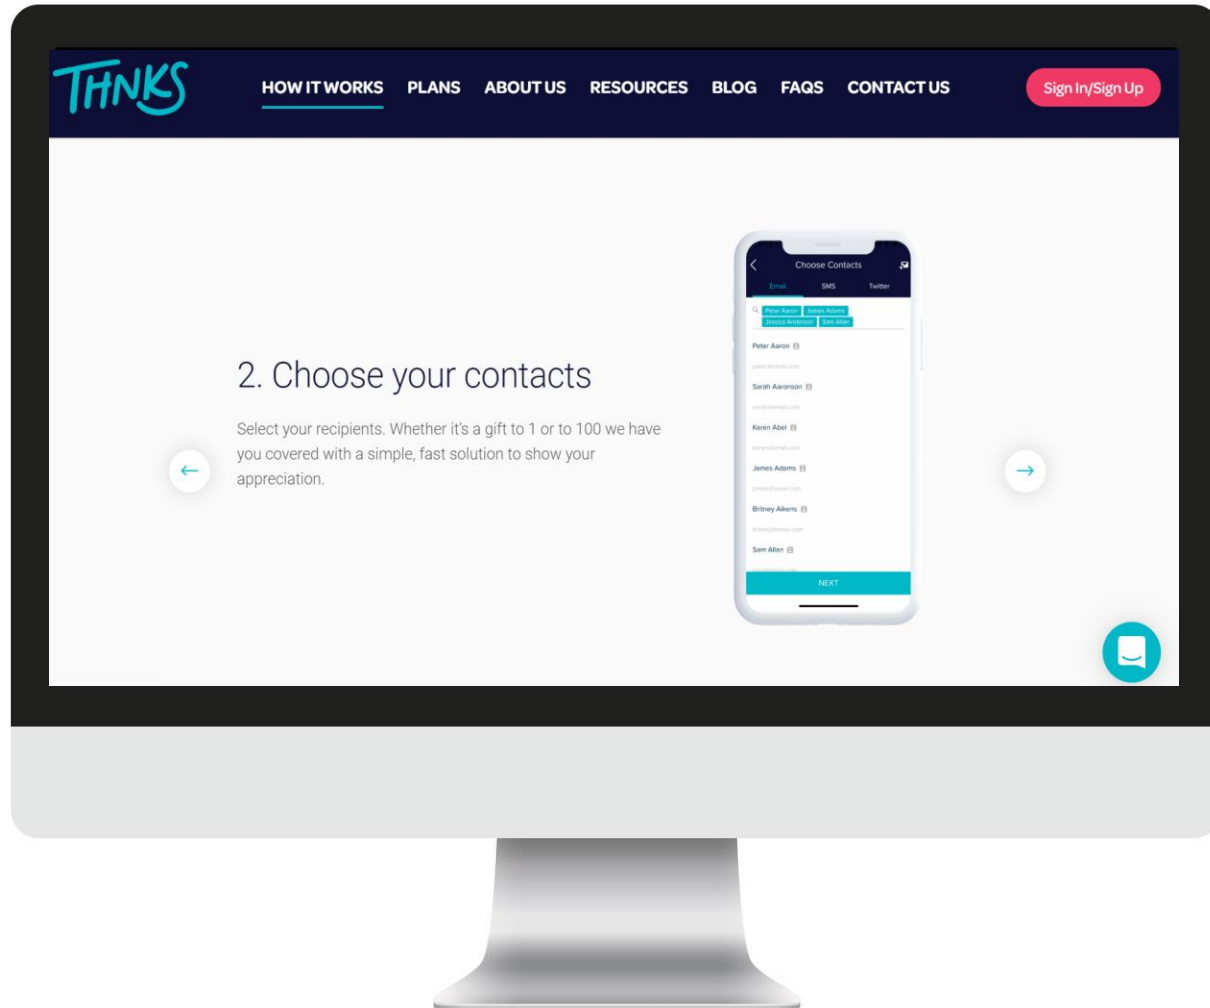 THNKS
HOW IT WORKS PLANS ABOUT US RESOURCES BLOG FAQS CONTACT US
Sign In/Sign Up
2. Choose your contacts
Select your recipients. Whether it's a gift to 1 or to 100 we have
you covered with a simple, fast solution to show your
appreciation.
Choose Contacts
Email SMS Twitter
Peter Aaron James Adams
Jessica Anderson Sam Allen
Peter Aaron
Sarah Aaronson
Karen Abel
James Adams
Britney Aikens
Sam Allen
NEXT